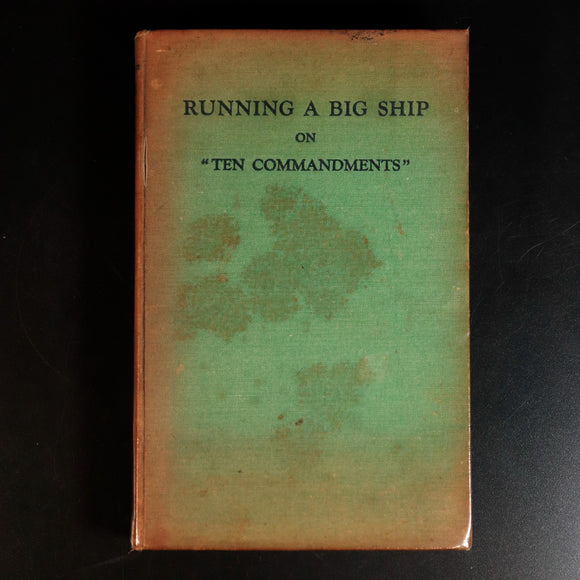 RUNNING A BIG SHIP
ON
"TEN COMMANDMENTS"